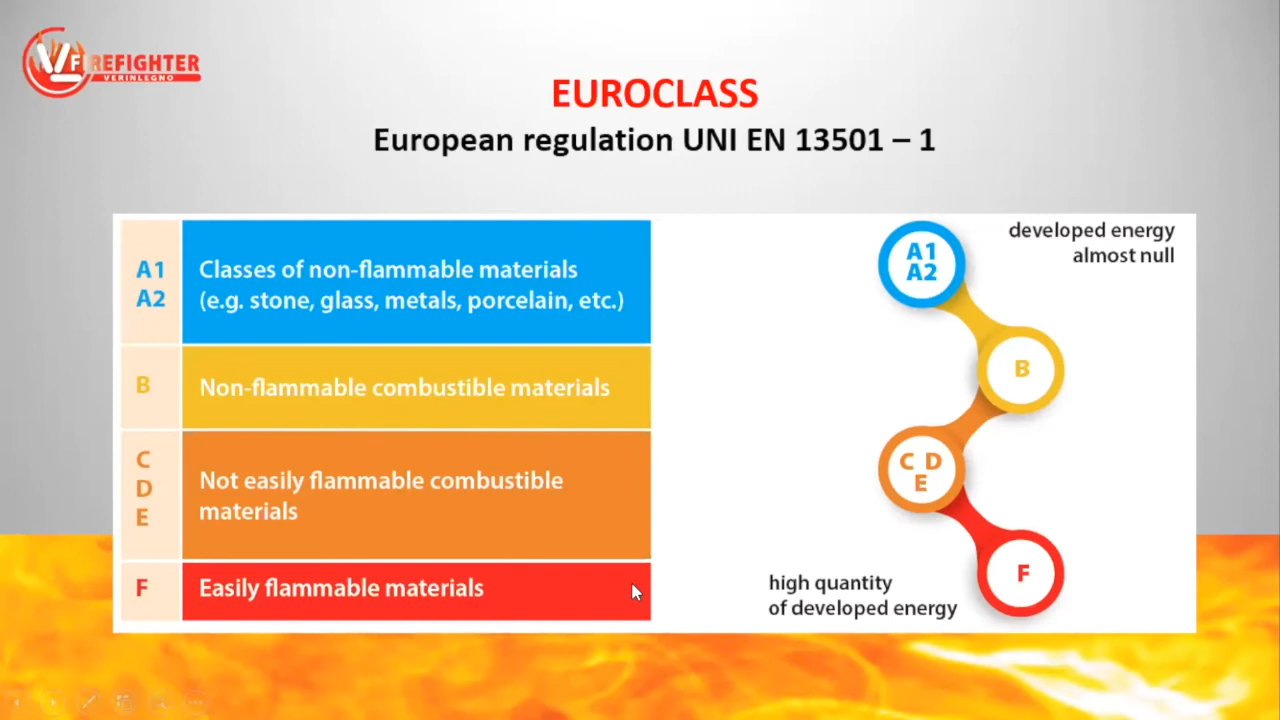 VFIREFIGHTER
VERINLEGNO
EUROCLASS
European regulation UNI EN 13501 – 1
A1
A2
Classes of non-flammable materials
(e.g. stone, glass, metals, porcelain, etc.)
B
Non-flammable combustible materials
C
D
E
Not easily flammable combustible
materials
F
Easily flammable materials
developed energy
almost null
A1
A2
B
C D
E
F
high quantity
of developed energy